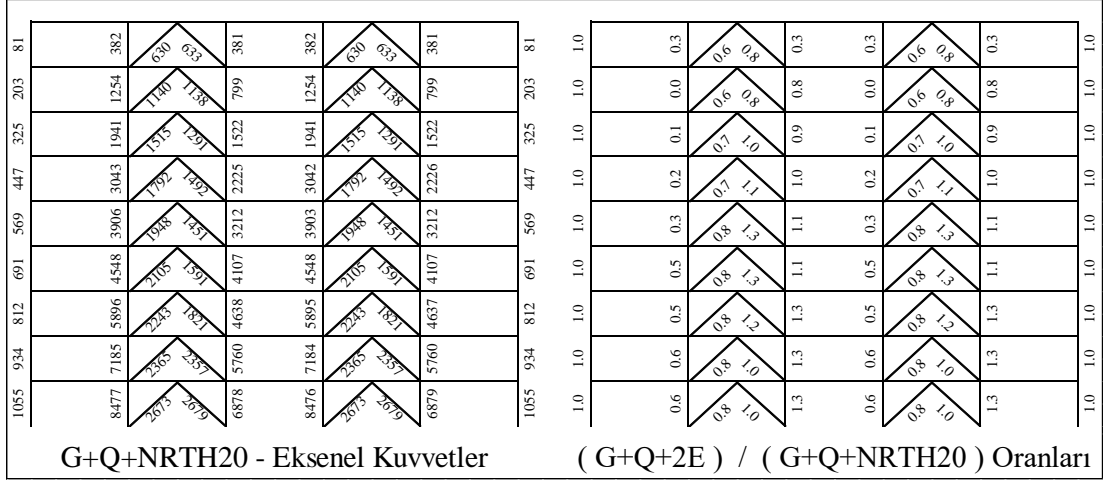 81 382 630 633 381 382 630 633 381 81 1.0 0.3 0.6 0.8 0.3 0.3 0.6 0.8 0.3 1.0
203 1254 1140 1138 799 1254 1140 1138 799 203 1.0 0.0 0.6 0.8 0.8 0.0 0.6 0.8 0.8 1.0
325 1941 1515 1291 1522 1941 1515 1291 1522 325 1.0 0.1 0.7 1.0 0.9 0.1 0.7 1.0 0.9 1.0
447 3043 1792 1492 2225 3042 1792 1492 2226 447 1.0 0.2 0.7 1.1 1.0 0.2 0.7 1.1 1.0 1.0
569 3906 1948 1451 3212 3903 1948 1451 3212 569 1.0 0.3 0.8 1.3 1.1 0.3 0.8 1.3 1.1 1.0
691 4548 2105 1591 4107 4548 2105 1591 4107 691 1.0 0.5 0.8 1.3 1.1 0.5 0.8 1.3 1.1 1.0
812 5896 2243 1821 4638 5895 2243 1821 4637 812 1.0 0.5 0.8 1.2 1.3 0.5 0.8 1.2 1.3 1.0
934 7185 2365 2357 5760 7184 2365 2357 5760 934 1.0 0.6 0.8 1.0 1.3 0.6 0.8 1.0 1.3 1.0
1055 8477 2673 2679 6878 8476 2673 2679 6879 1055 1.0 0.6 0.8 1.0 1.3 0.6 0.8 1.0 1.3 1.0
G+Q+NRTH20 - Eksenel Kuvvetler ( G+Q+2E ) / ( G+Q+NRTH20 ) Oranları